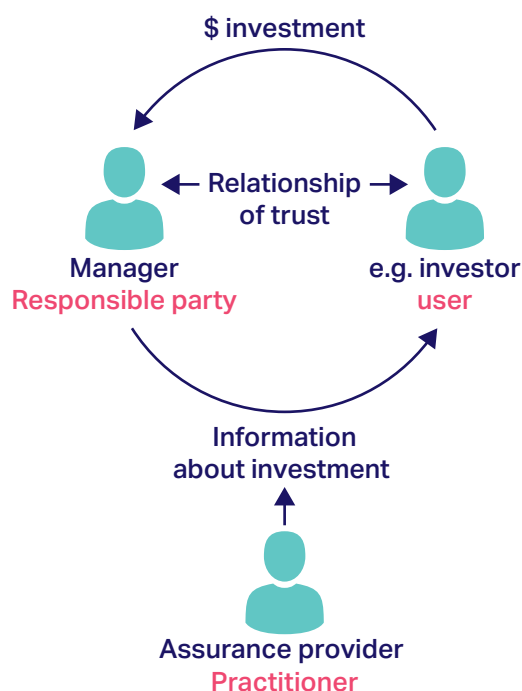 $ investment
Relationship
of trust
Manager
Responsible party
e.g. investor
user
Information
about investment
Assurance provider
Practitioner